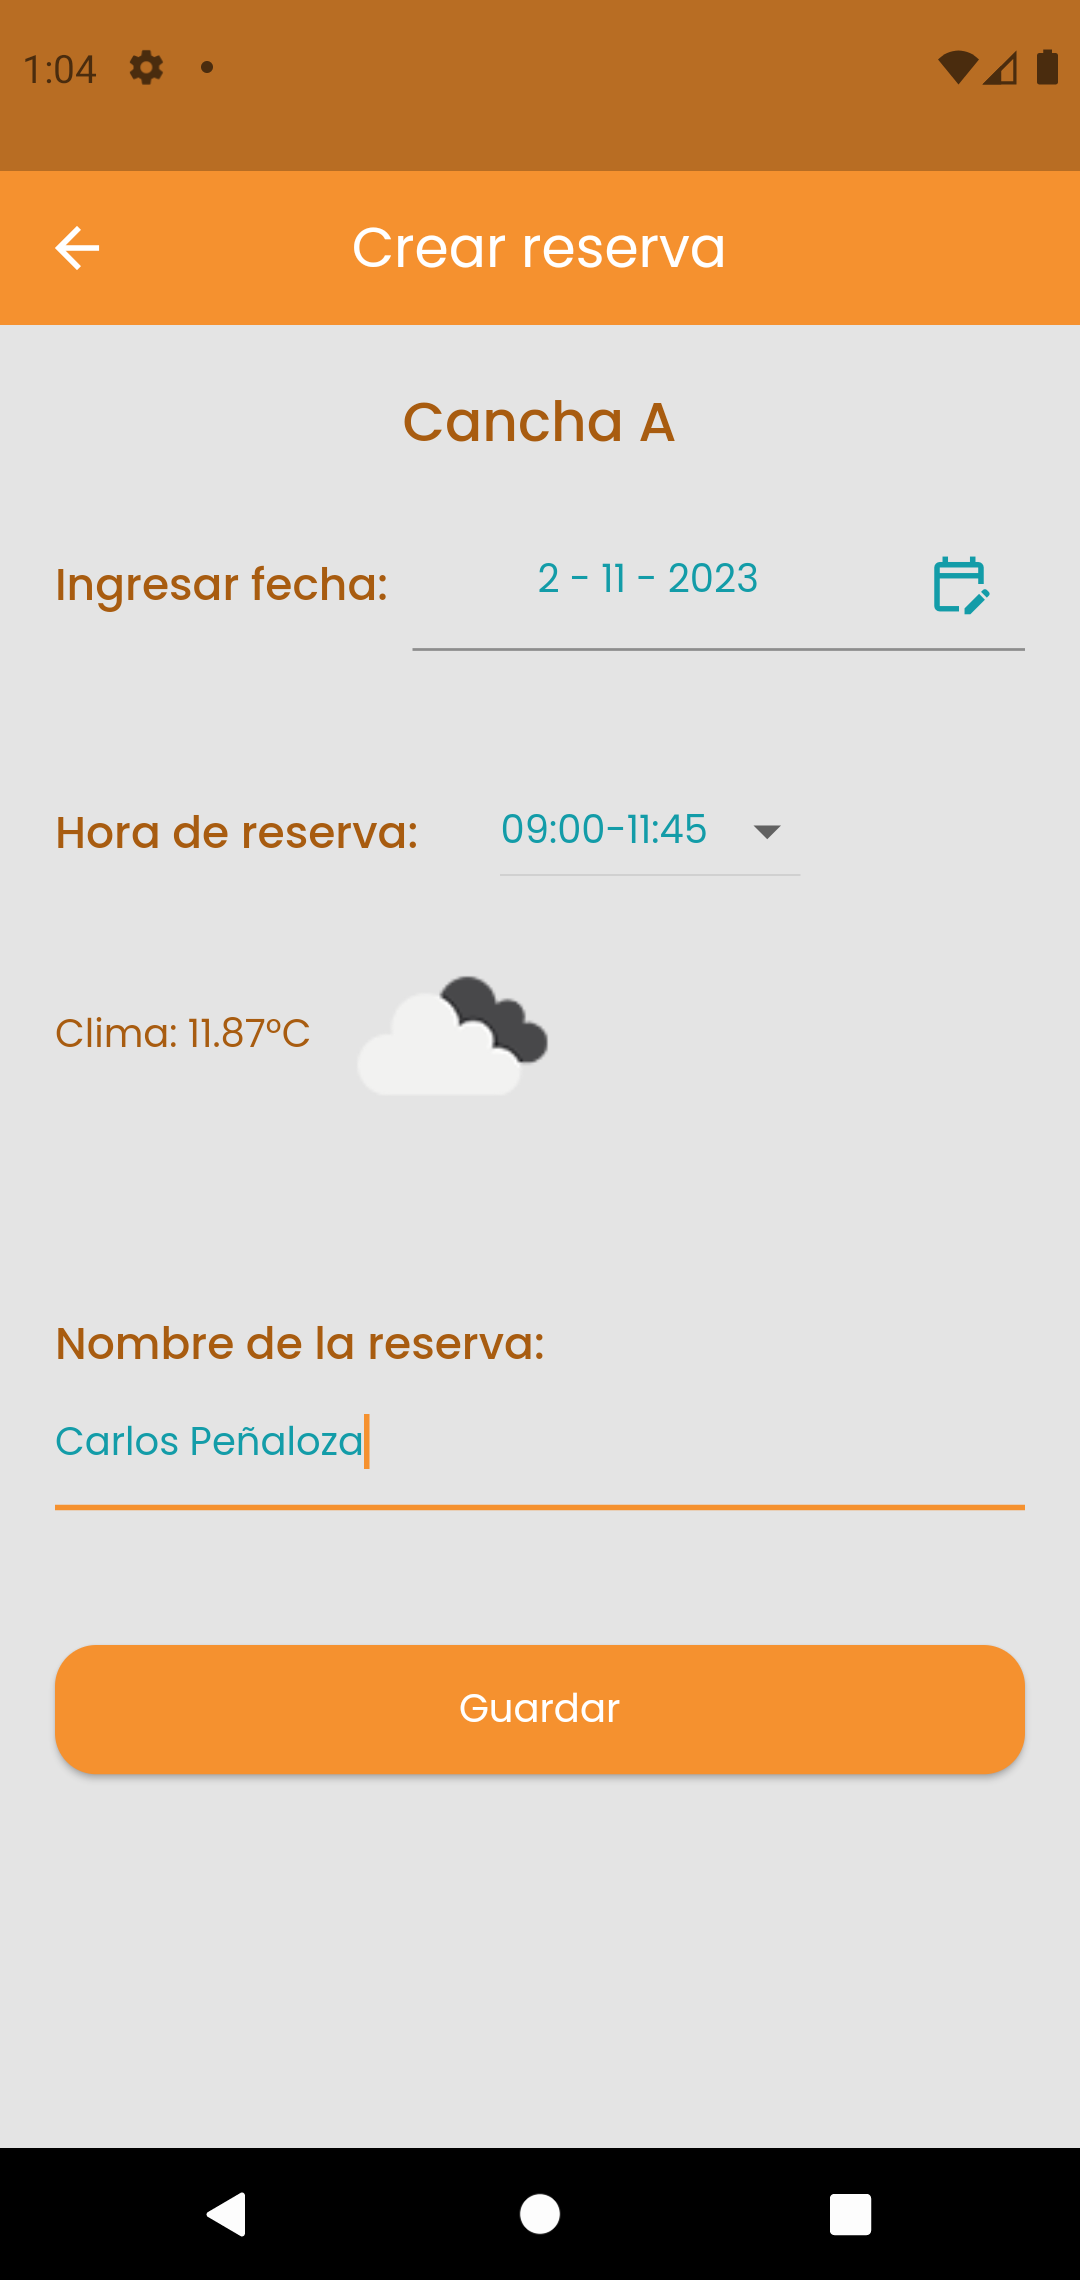 1:04
Crear reserva
Cancha A
Ingresar fecha: 2 - 11 - 2023
Hora de reserva: 09:00-11:45
Clima: 11.87°C
Nombre de la reserva:
Carlos Peñaloza
Guardar